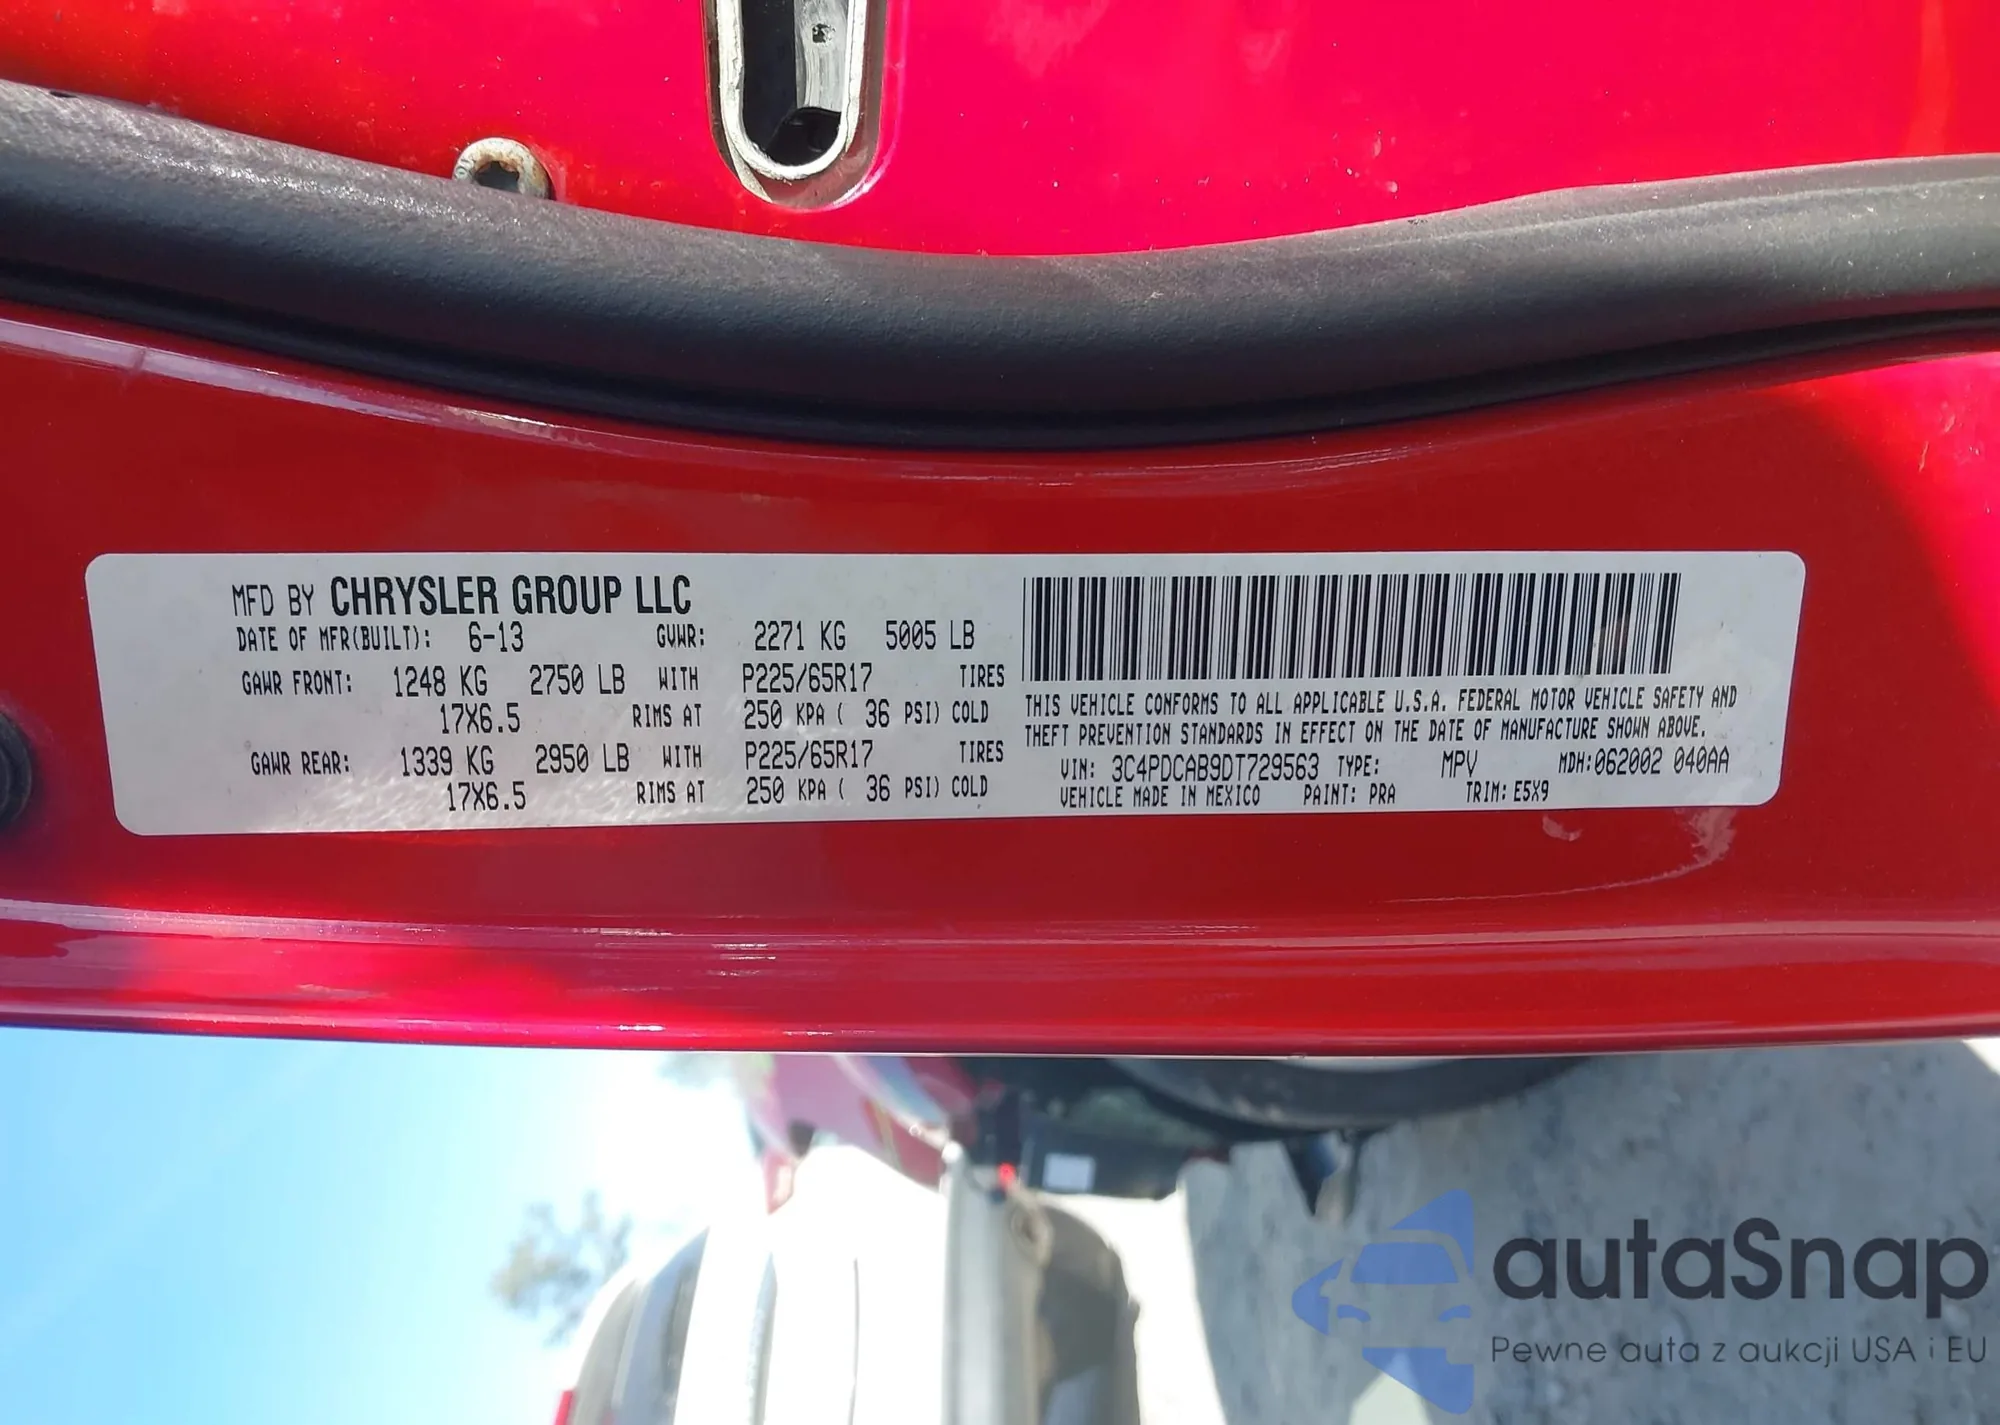 MFD BY CHRYSLER GROUP LLC
DATE OF MFR(BUILT): 6-13 GVWR: 2271 KG 5005 LB
GAWR FRONT: 1248 KG 2750 LB WITH P225/65R17 TIRES
17X6.5 RIMS AT 250 KPA ( 36 PSI) COLD
GAWR REAR: 1339 KG 2950 LB WITH P225/65R17 TIRES
17X6.5 RIMS AT 250 KPA ( 36 PSI) COLD
THIS VEHICLE CONFORMS TO ALL APPLICABLE U.S.A. FEDERAL MOTOR VEHICLE SAFETY AND
THEFT PREVENTION STANDARDS IN EFFECT ON THE DATE OF MANUFACTURE SHOWN ABOVE.
VIN: 3C4PDCAB9DT729563 TYPE: MPV MDH:062002 040AA
VEHICLE MADE IN MEXICO PAINT: PRA TRIM: E5X9
autaSnap
Pewne auta z aukcji USA i EU